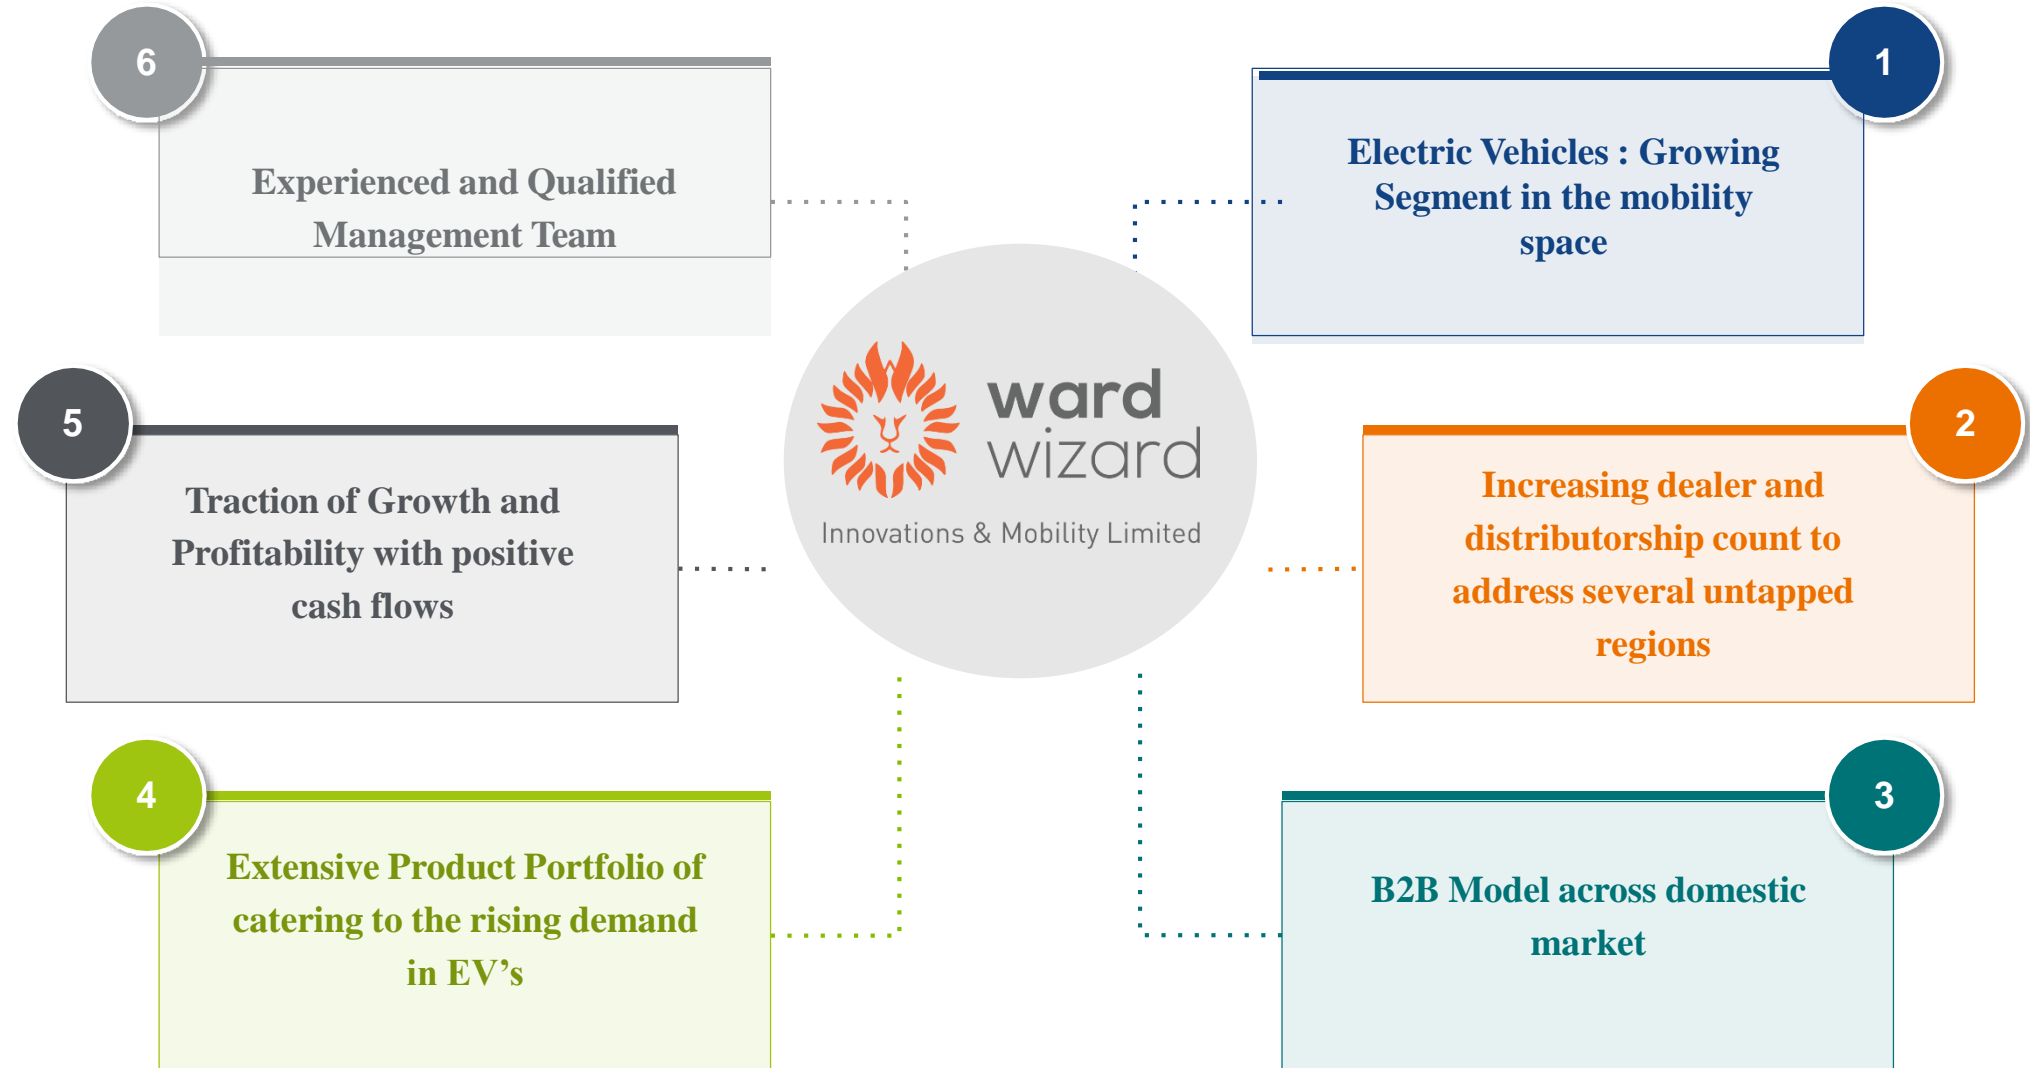 1
Electric Vehicles : Growing
Segment in the mobility
space
2
Increasing dealer and
distributorship count to
address several untapped
regions
3
B2B Model across domestic
market
4
Extensive Product Portfolio of
catering to the rising demand
in EV’s
5
Traction of Growth and
Profitability with positive
cash flows
6
Experienced and Qualified
Management Team
ward
wizard
Innovations & Mobility Limited